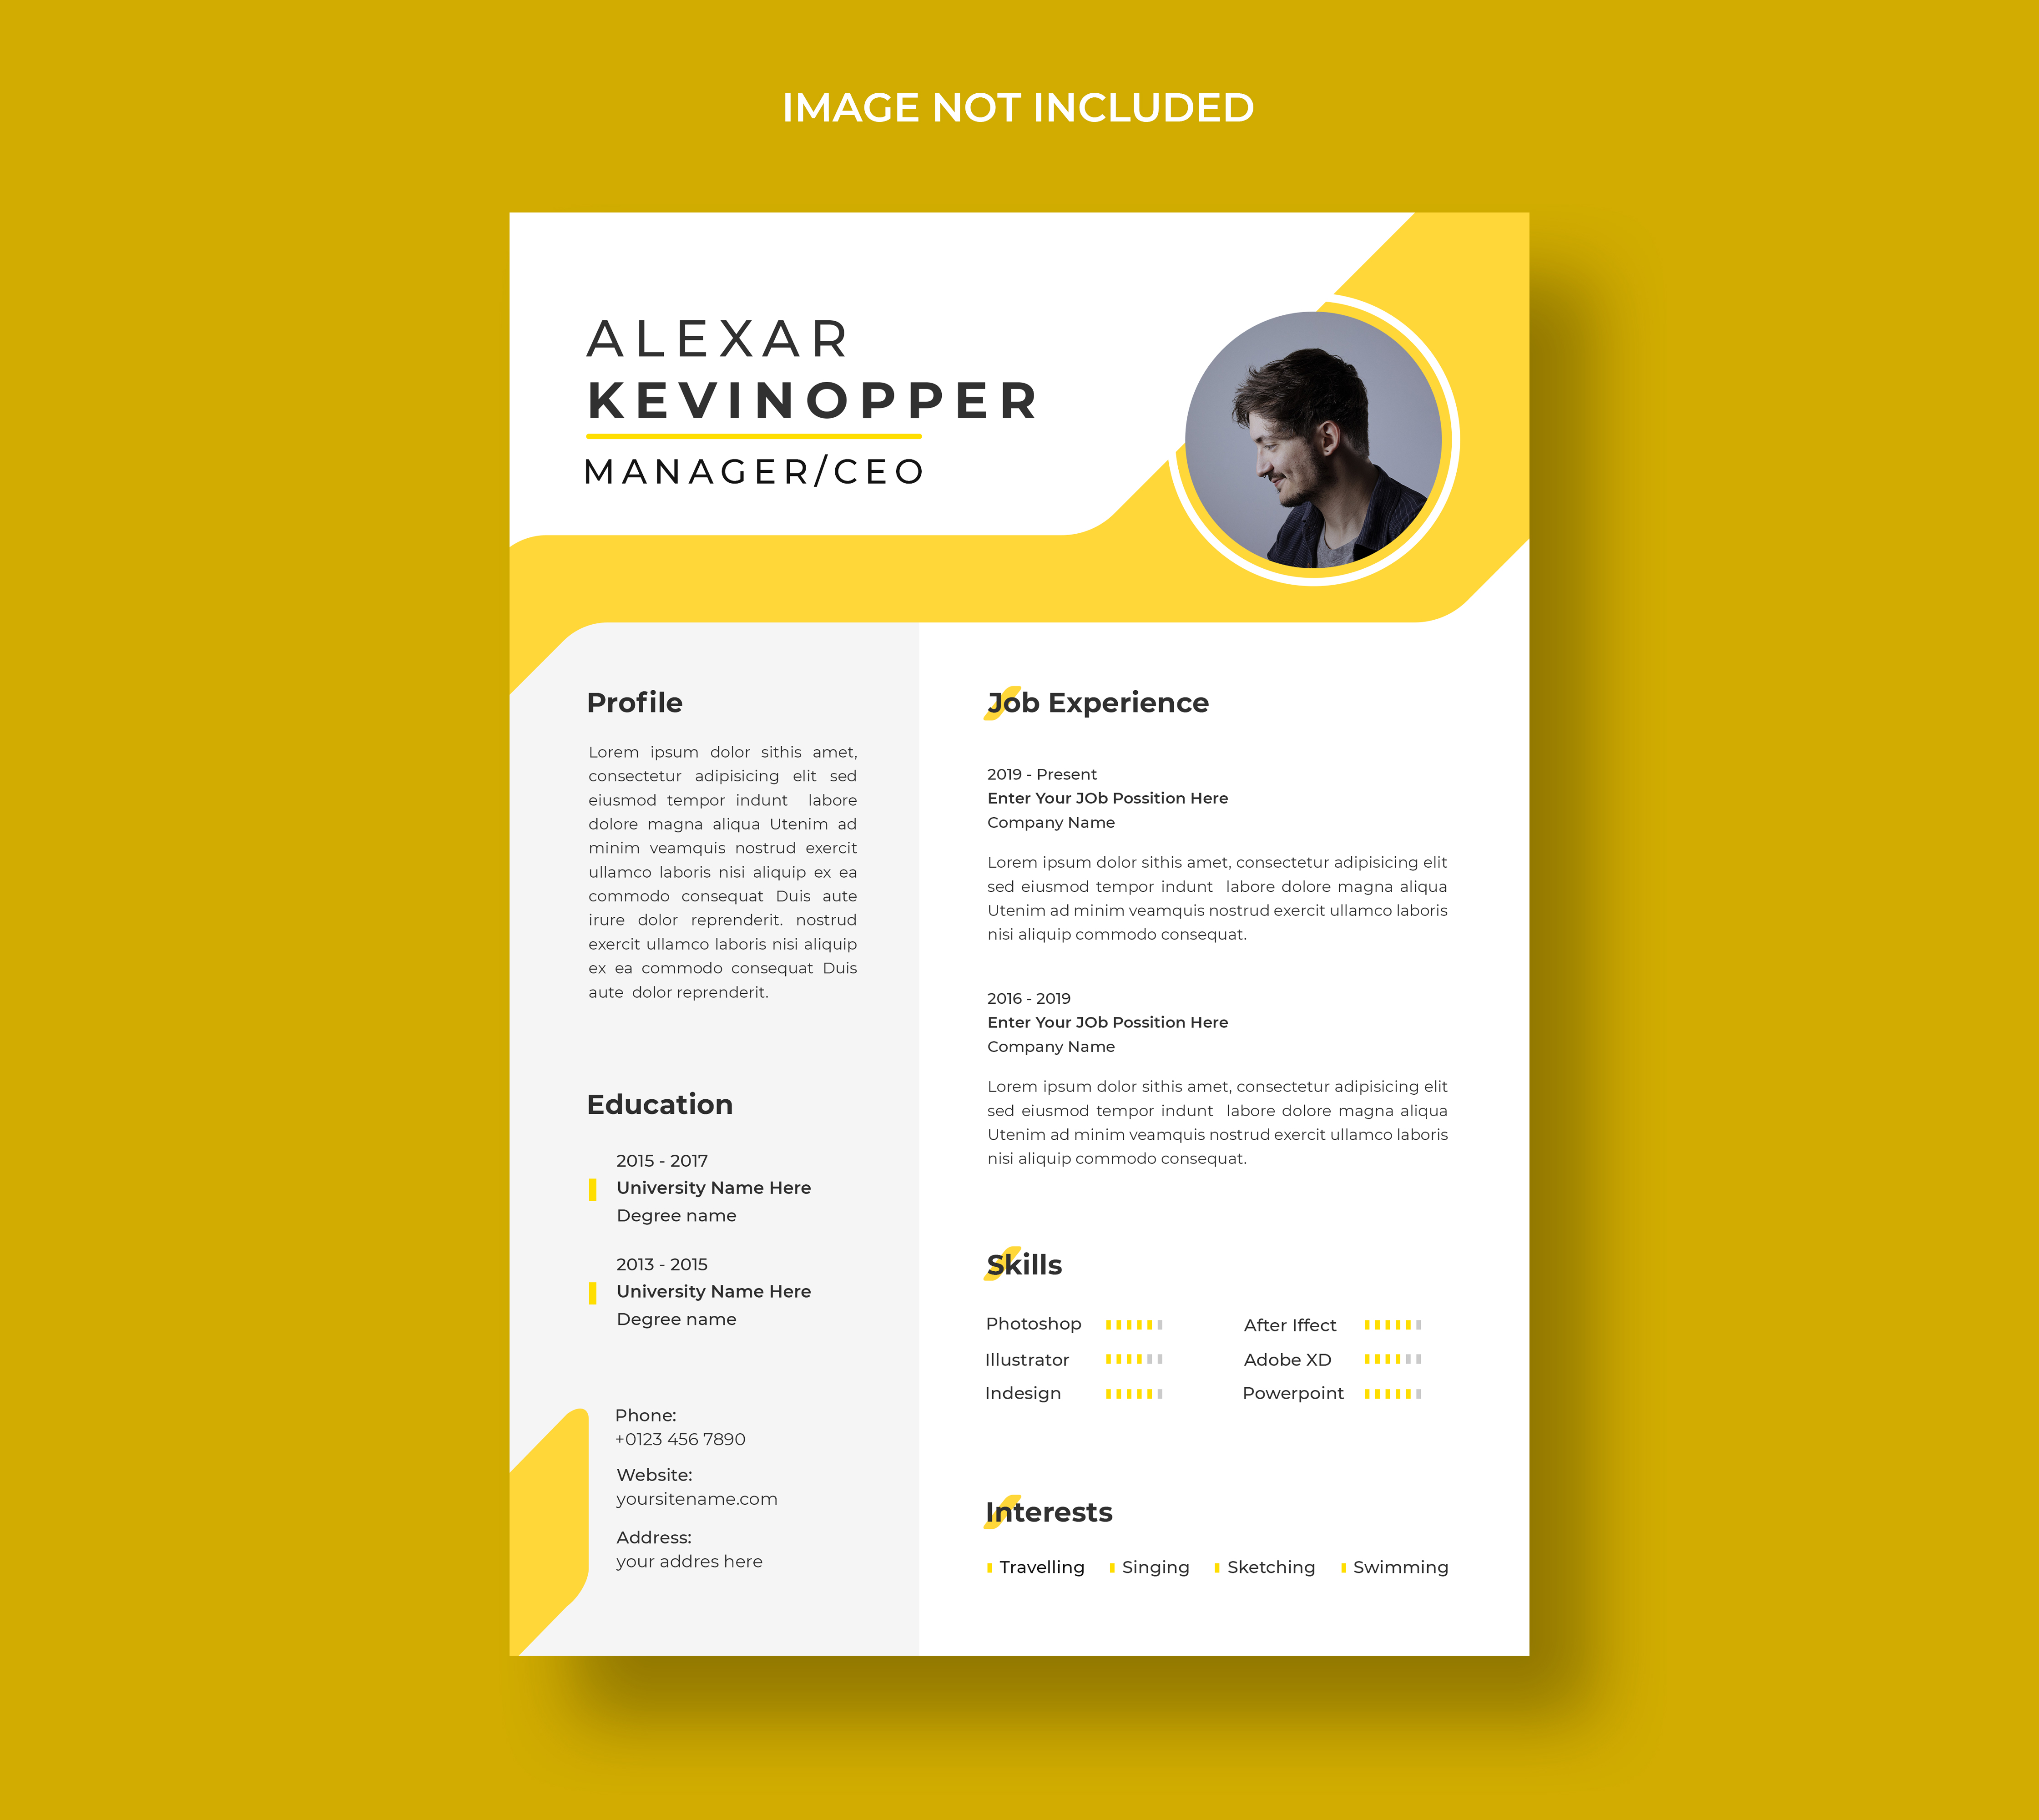 IMAGE NOT INCLUDED
ALEXAR
KEVINOPPER
MANAGER/CEO
Profile
Lorem ipsum dolor sithis amet,
consectetur adipisicing elit sed
eiusmod tempor indunt labore
dolore magna aliqua Utenim ad
minim veamquis nostrud exercit
ullamco laboris nisi aliquip ex ea
commodo consequat Duis aute
irure dolor reprenderit. nostrud
exercit ullamco laboris nisi aliquip
ex ea commodo consequat Duis
aute dolor reprenderit.
Education
2015 - 2017
University Name Here
Degree name
2013 - 2015
University Name Here
Degree name
Phone:
+0123 456 7890
Website:
yoursitename.com
Address:
your addres here
Job Experience
2019 - Present
Enter Your JOb Possition Here
Company Name
Lorem ipsum dolor sithis amet, consectetur adipisicing elit
sed eiusmod tempor indunt labore dolore magna aliqua
Utenim ad minim veamquis nostrud exercit ullamco laboris
nisi aliquip commodo consequat.
2016 - 2019
Enter Your JOb Possition Here
Company Name
Lorem ipsum dolor sithis amet, consectetur adipisicing elit
sed eiusmod tempor indunt labore dolore magna aliqua
Utenim ad minim veamquis nostrud exercit ullamco laboris
nisi aliquip commodo consequat.
Skills
Photoshop After Iffect
Illustrator Adobe XD
Indesign Powerpoint
Interests
Travelling Singing Sketching Swimming